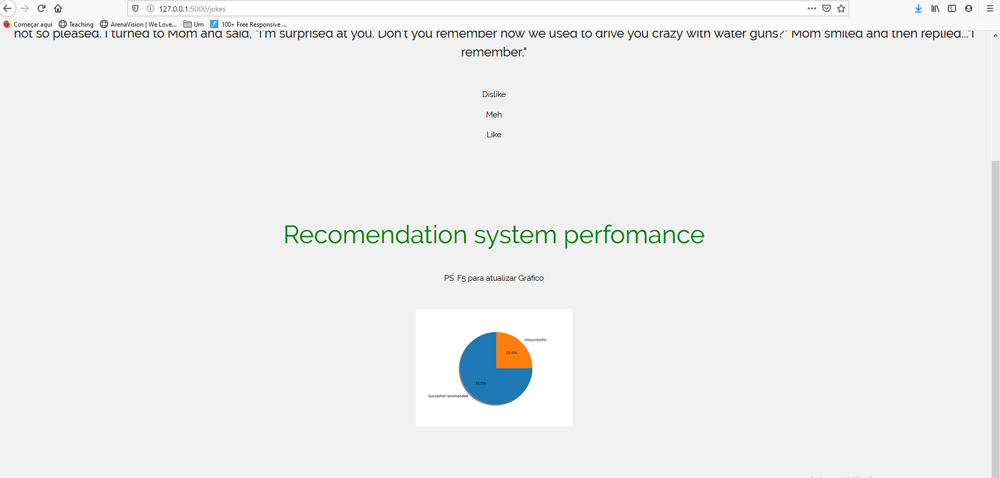 127.0.0.1:5000/jokes
Começar aqui Teaching ArenaVision | We Love... Um 100+ Free Responsive ...
not so pleased. I turned to Mom and said, "I'm surprised at you. Don't you remember how we used to drive you crazy with water guns?" Mom smiled and then replied..."I
remember."
Dislike
Meh
Like
Recomendation system perfomance
PS: F5 para atualizar Gráfico
Unsuccessful
25.0%
75.0%
Succesfull recomended